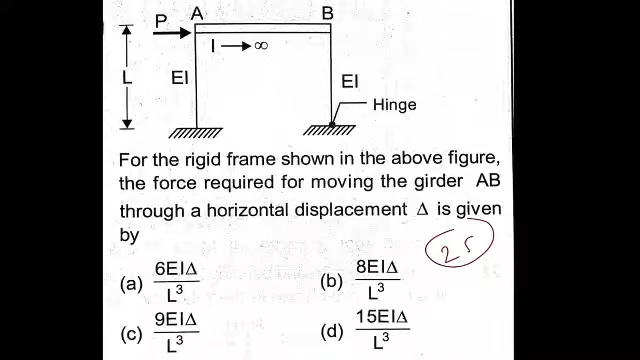 P A B
I → ∞
L EI EI
Hinge
For the rigid frame shown in the above figure,
the force required for moving the girder AB
through a horizontal displacement Δ is given
by
25
(a) 6EIΔ/L³ (b) 8EIΔ/L³
(c) 9EIΔ/L³ (d) 15EIΔ/L³